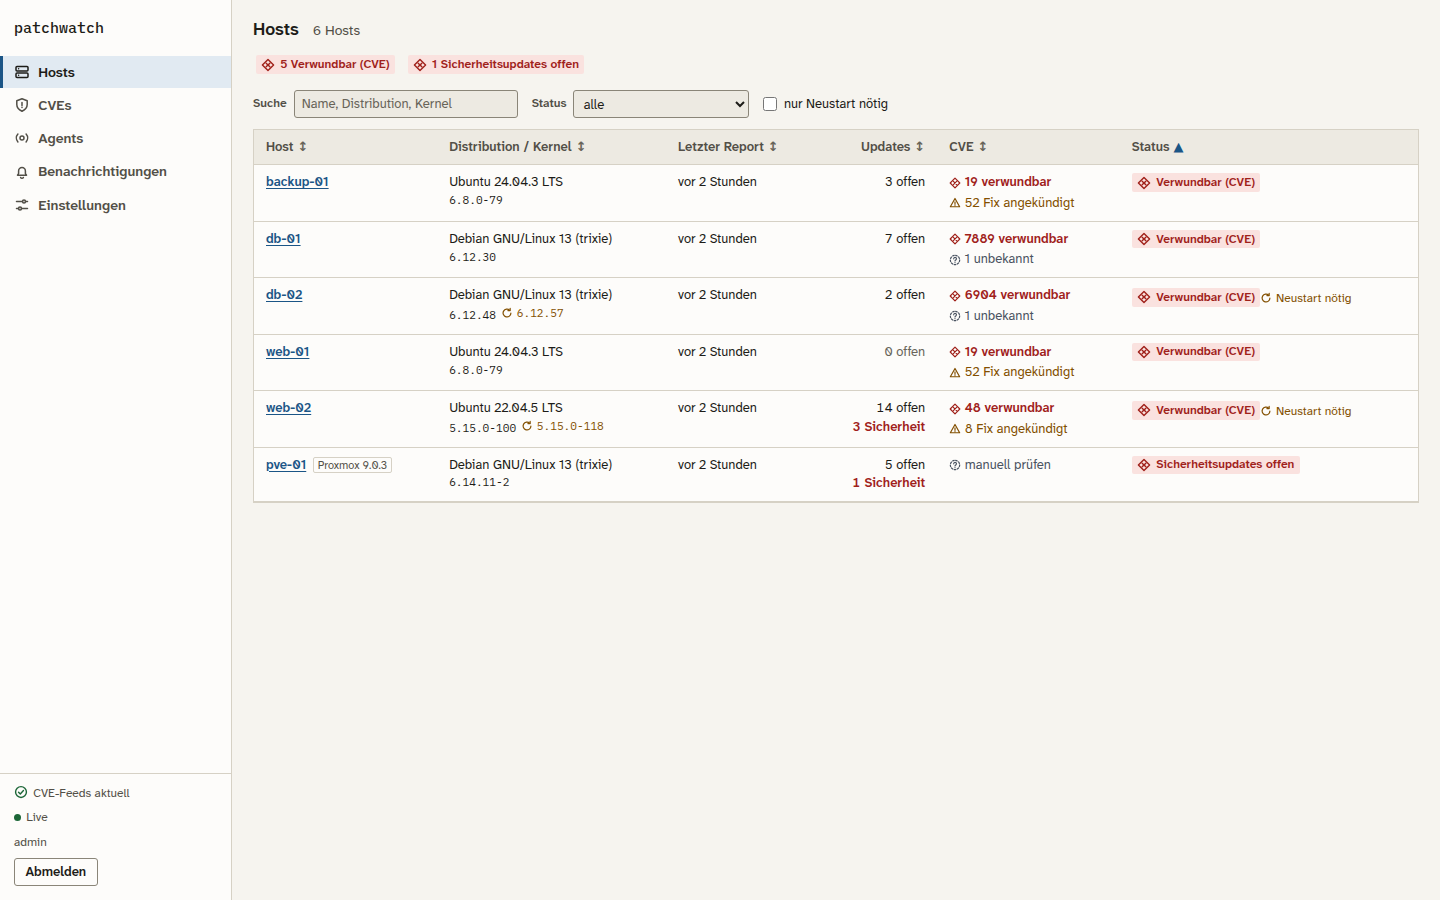 patchwatch
Hosts
CVEs
Agents
Benachrichtigungen
Einstellungen
CVE-Feeds aktuell
Live
admin
Abmelden
Hosts 6 Hosts
5 Verwundbar (CVE) 1 Sicherheitsupdates offen
Suche Name, Distribution, Kernel Status alle nur Neustart nötig
Host ↕ Distribution / Kernel ↕ Letzter Report ↕ Updates ↕ CVE ↕ Status ▲
backup-01 Ubuntu 24.04.3 LTS vor 2 Stunden 3 offen 19 verwundbar Verwundbar (CVE)
6.8.0-79 52 Fix angekündigt
db-01 Debian GNU/Linux 13 (trixie) vor 2 Stunden 7 offen 7889 verwundbar Verwundbar (CVE)
6.12.30 1 unbekannt
db-02 Debian GNU/Linux 13 (trixie) vor 2 Stunden 2 offen 6904 verwundbar Verwundbar (CVE) Neustart nötig
6.12.48 6.12.57 1 unbekannt
web-01 Ubuntu 24.04.3 LTS vor 2 Stunden 0 offen 19 verwundbar Verwundbar (CVE)
6.8.0-79 52 Fix angekündigt
web-02 Ubuntu 22.04.5 LTS vor 2 Stunden 14 offen 48 verwundbar Verwundbar (CVE) Neustart nötig
5.15.0-100 5.15.0-118 3 Sicherheit 8 Fix angekündigt
pve-01 Proxmox 9.0.3 Debian GNU/Linux 13 (trixie) vor 2 Stunden 5 offen manuell prüfen Sicherheitsupdates offen
6.14.11-2 1 Sicherheit